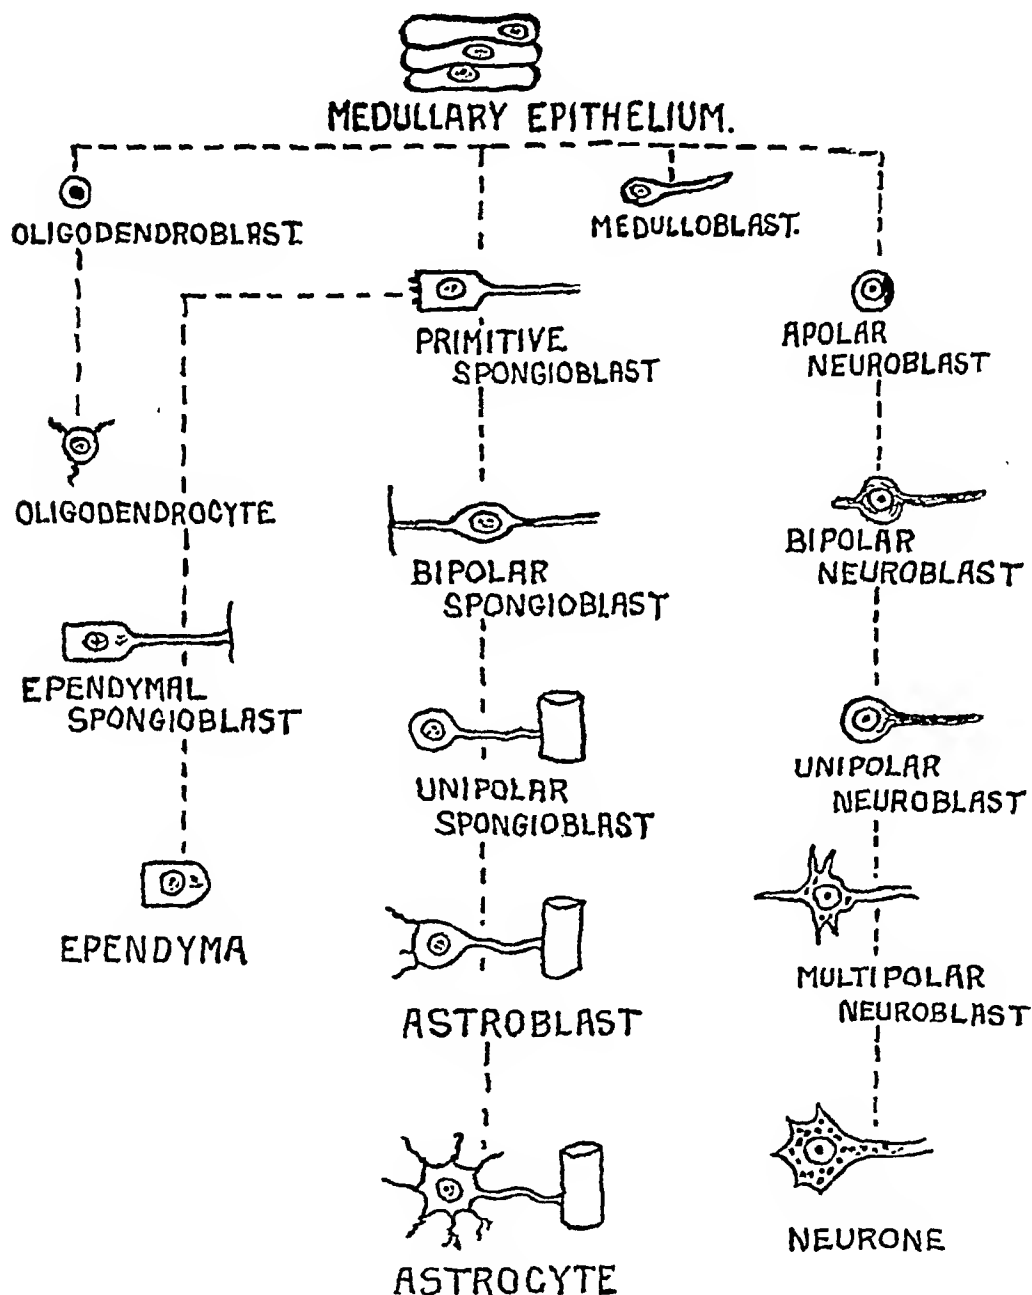 MEDULLARY EPITHELIUM.
OLIGODENDROBLAST.
MEDULLOBLAST.
PRIMITIVE
SPONGIOBLAST
APOLAR
NEUROBLAST
OLIGODENDROCYTE
BIPOLAR
SPONGIOBLAST
BIPOLAR
NEUROBLAST
EPENDYMAL
SPONGIOBLAST
UNIPOLAR
SPONGIOBLAST
UNIPOLAR
NEUROBLAST
EPENDYMA
ASTROBLAST
MULTIPOLAR
NEUROBLAST
ASTROCYTE
NEURONE